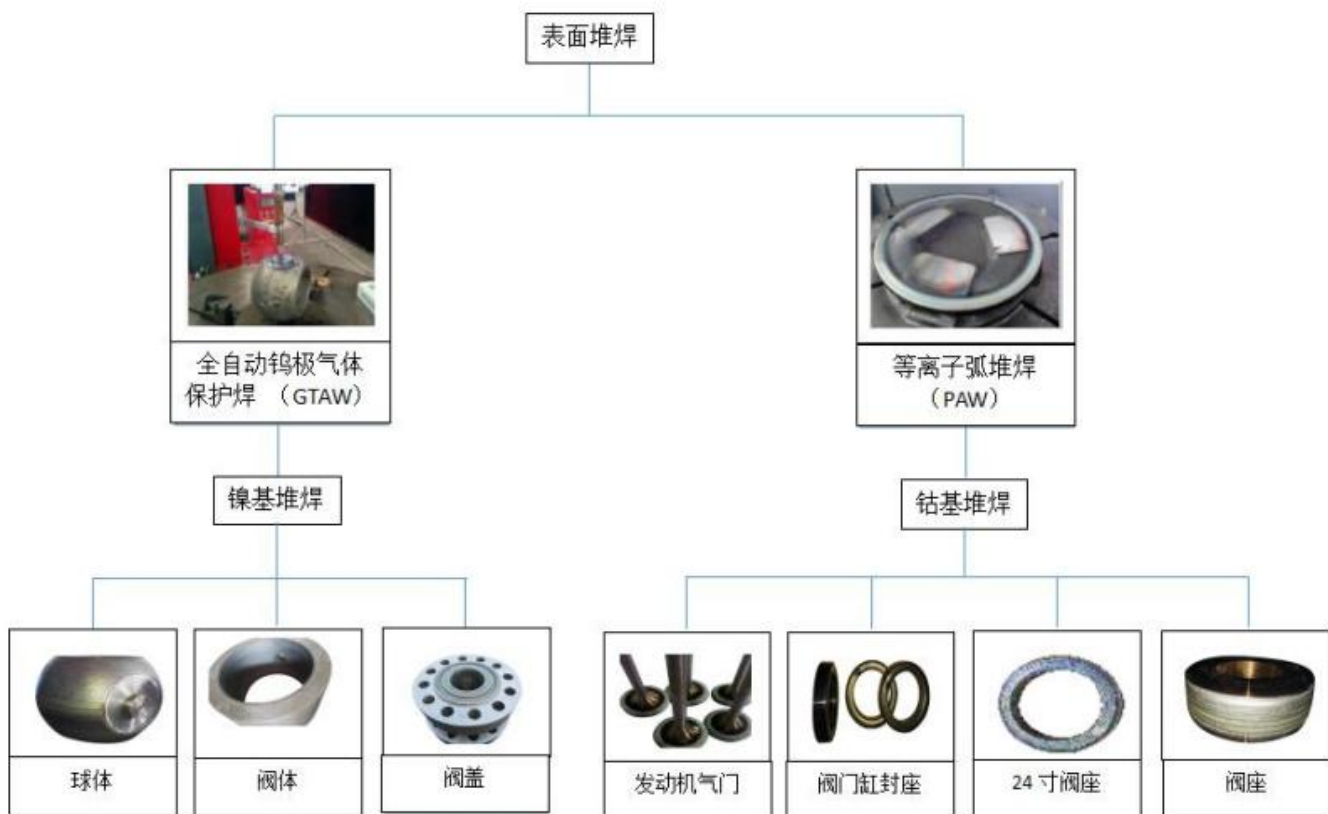 表面堆焊
全自动钨极气体
保护焊 （GTAW）
等离子弧堆焊
（PAW）
镍基堆焊
钴基堆焊
球体
阀体
阀盖
发动机气门
阀门缸封座
24寸阀座
阀座